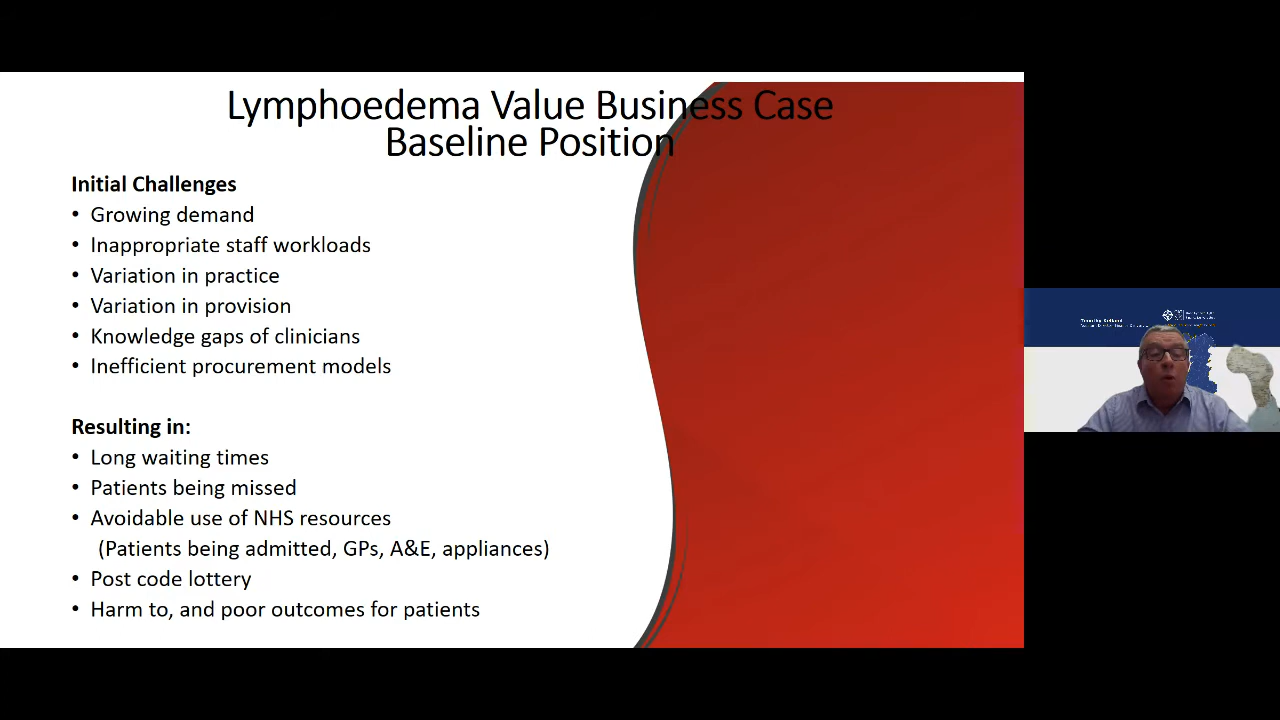 Lymphoedema Value Business Case
Baseline Position
Initial Challenges
• Growing demand
• Inappropriate staff workloads
• Variation in practice
• Variation in provision
• Knowledge gaps of clinicians
• Inefficient procurement models
Resulting in:
• Long waiting times
• Patients being missed
• Avoidable use of NHS resources
(Patients being admitted, GPs, A&E, appliances)
• Post code lottery
• Harm to, and poor outcomes for patients